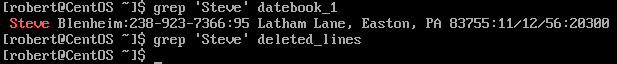 [robert@CentOS ~]$ grep 'Steve' datebook_1
Steve Blenheim:238-923-7366:95 Latham Lane, Easton, PA 83755:11/12/56:20300
[robert@CentOS ~]$ grep 'Steve' deleted_lines
[robert@CentOS ~]$ _